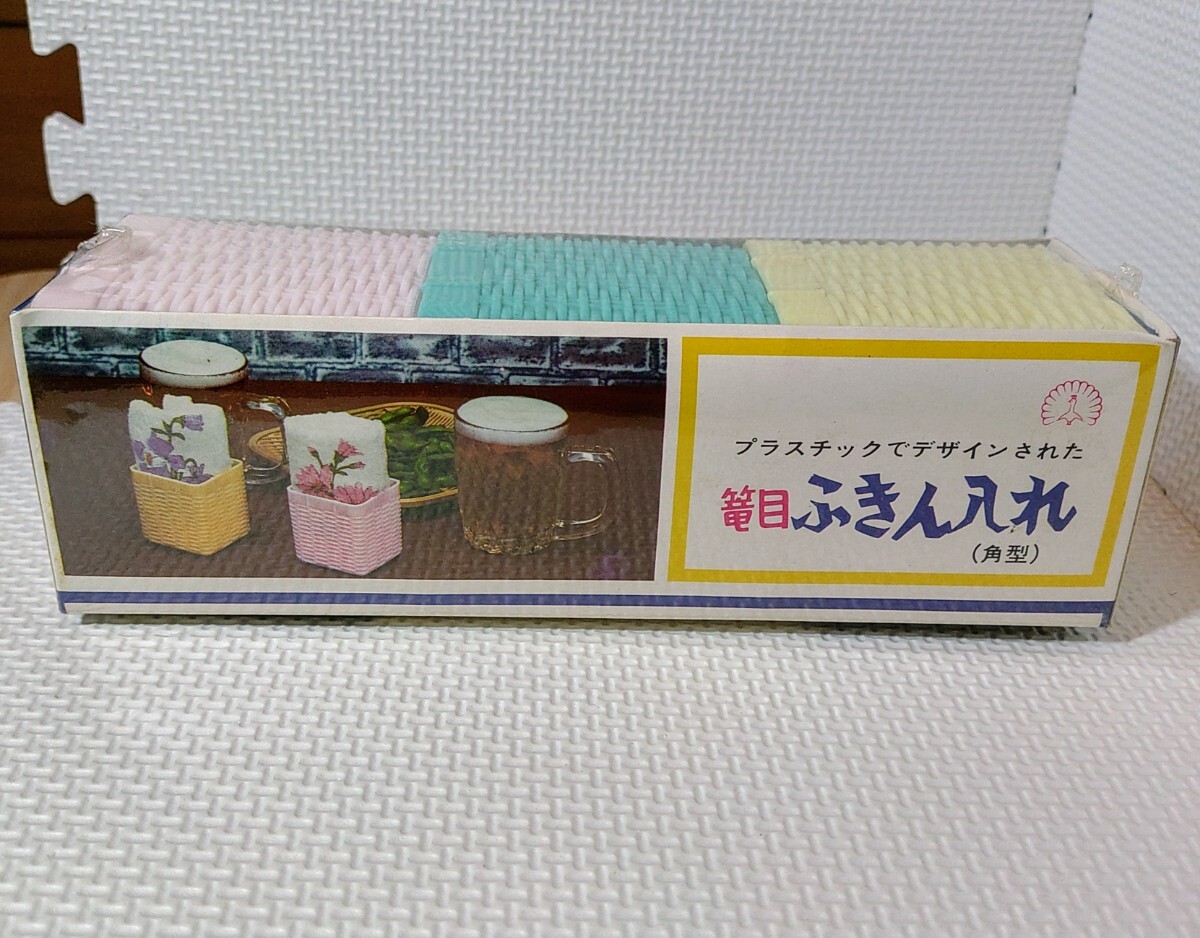 プラスチックでデザインされた
篭目ふきん入れ
(角型)